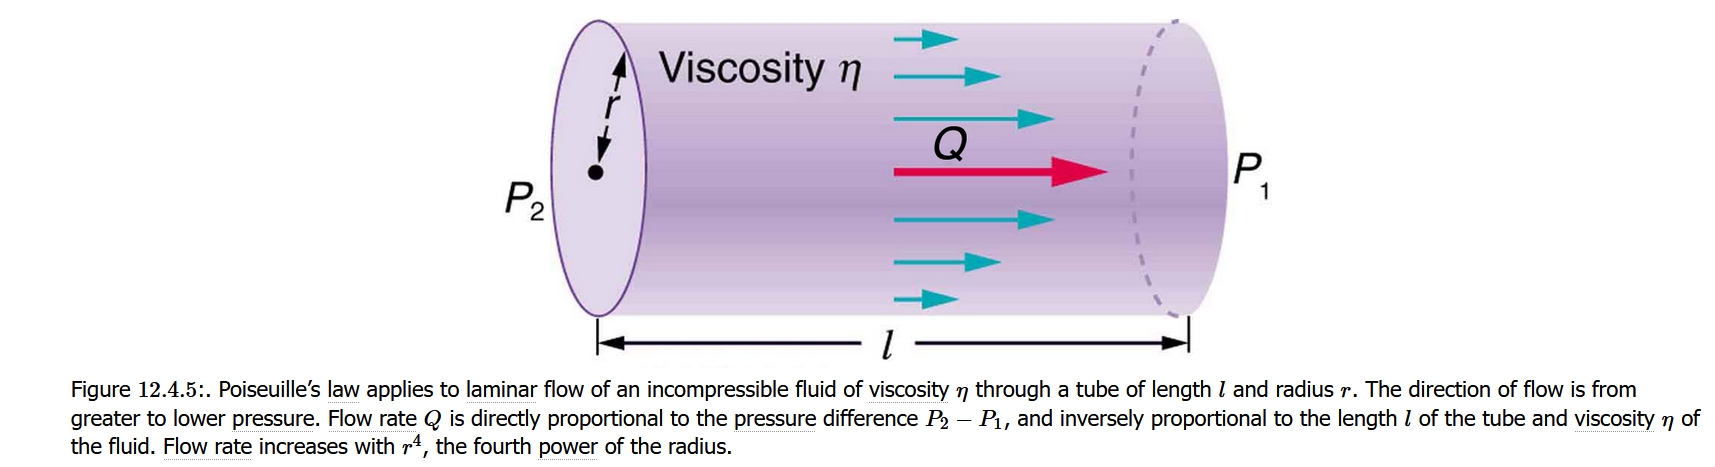 Viscosity η
r
Q
P₂
P₁
l
Figure 12.4.5:. Poiseuille’s law applies to laminar flow of an incompressible fluid of viscosity η through a tube of length l and radius r. The direction of flow is from
greater to lower pressure. Flow rate Q is directly proportional to the pressure difference P₂ − P₁, and inversely proportional to the length l of the tube and viscosity η of
the fluid. Flow rate increases with r⁴, the fourth power of the radius.